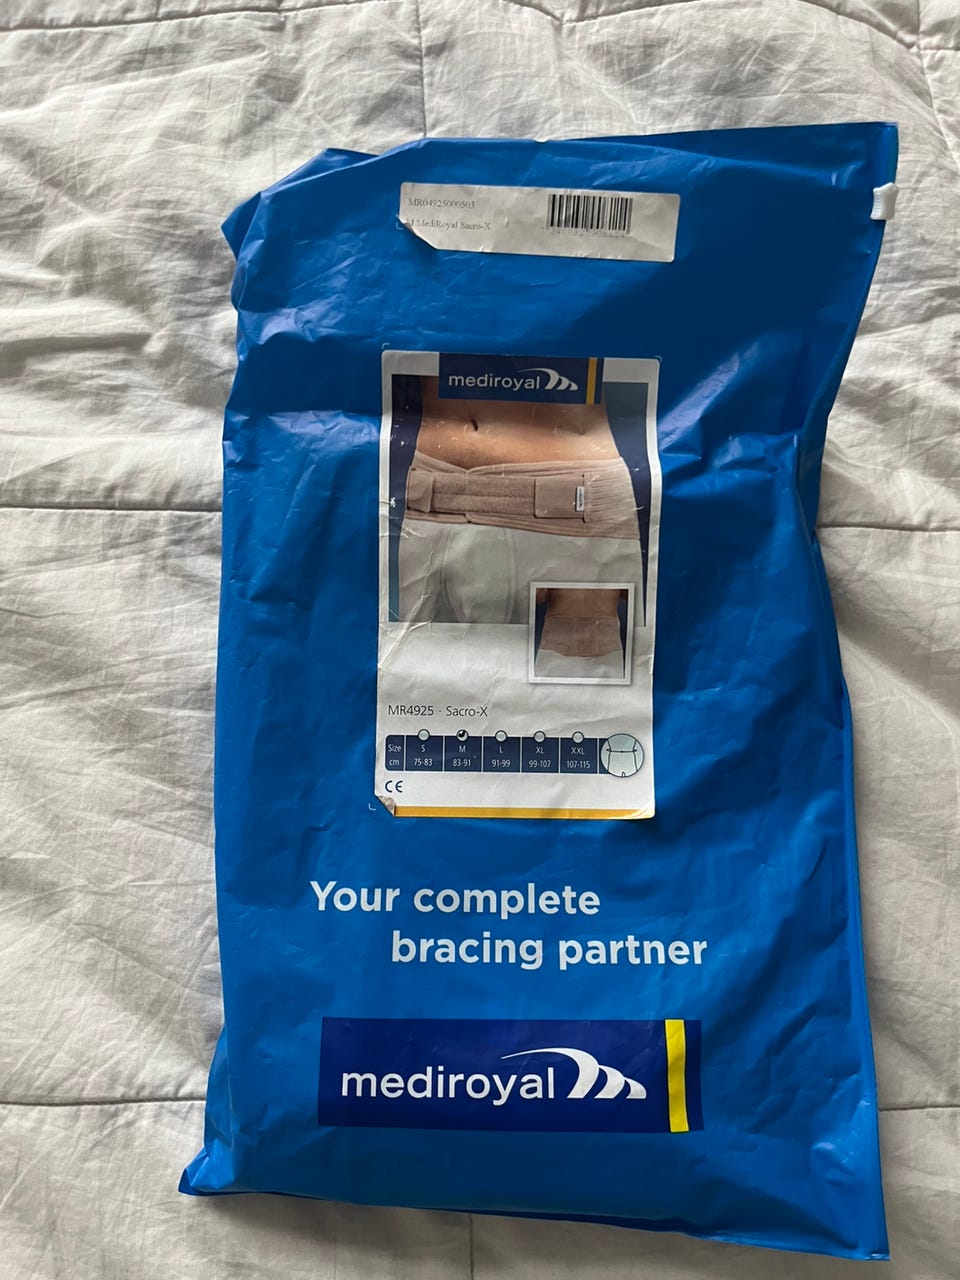 MR04925000503
M MediRoyal Sacro-X
mediroyal
MR4925 · Sacro-X
Size S M L XL XXL
cm 75-83 83-91 91-99 99-107 107-115
CE
Your complete
bracing partner
mediroyal